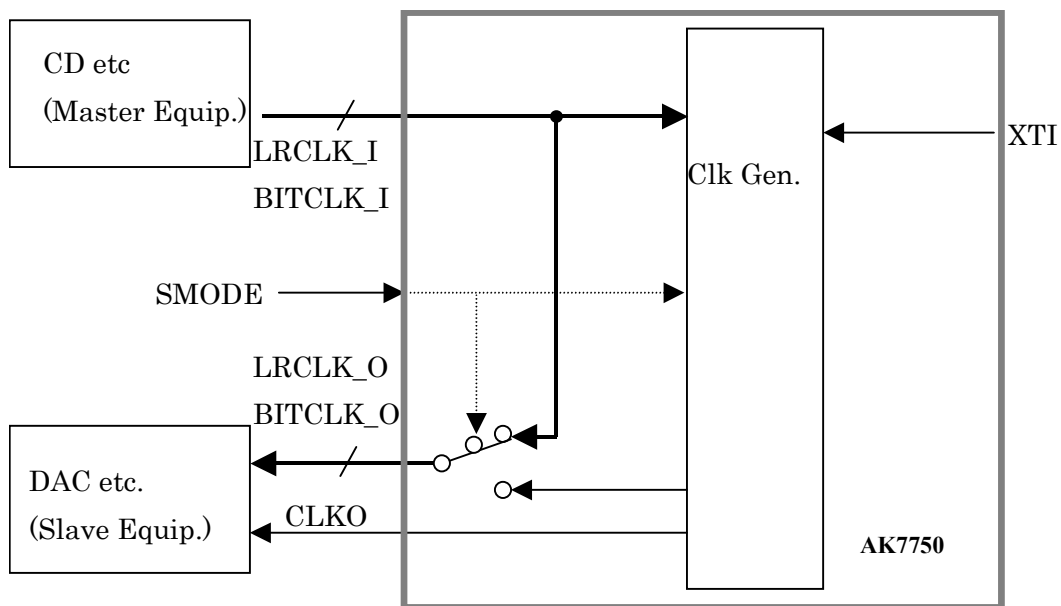 CD etc
(Master Equip.)
LRCLK_I
BITCLK_I
XTI
Clk Gen.
SMODE
LRCLK_O
BITCLK_O
DAC etc.
(Slave Equip.)
CLKO
AK7750